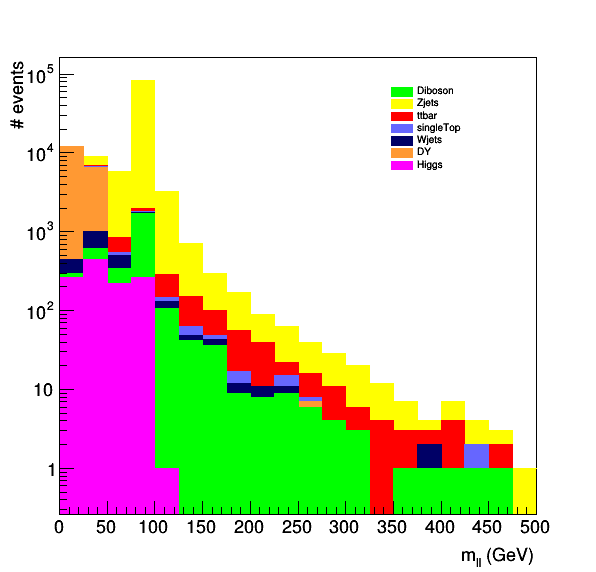 # events
10^5
10^4
10^3
10^2
10
1
Diboson
Zjets
ttbar
singleTop
Wjets
DY
Higgs
0 50 100 150 200 250 300 350 400 450 500
m_ll (GeV)